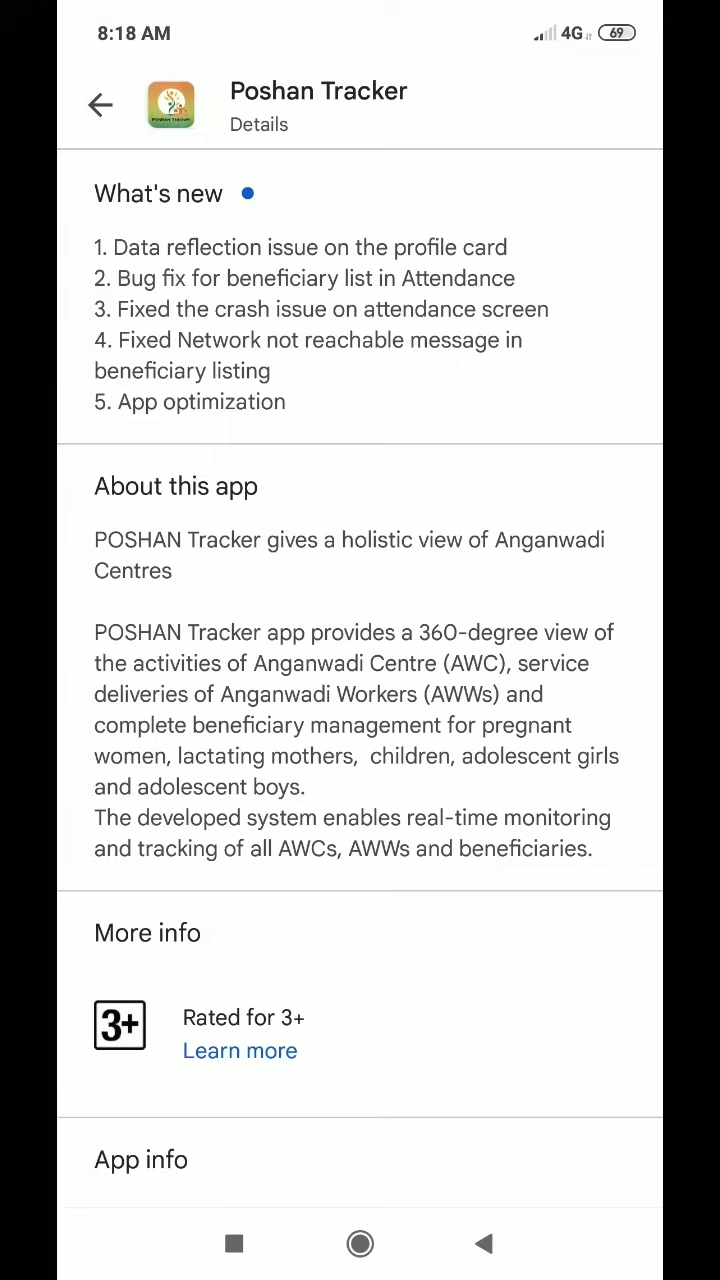 8:18 AM
4G
69
Poshan Tracker
Poshan Tracker
Details
What's new
1. Data reflection issue on the profile card
2. Bug fix for beneficiary list in Attendance
3. Fixed the crash issue on attendance screen
4. Fixed Network not reachable message in
beneficiary listing
5. App optimization
About this app
POSHAN Tracker gives a holistic view of Anganwadi
Centres
POSHAN Tracker app provides a 360-degree view of
the activities of Anganwadi Centre (AWC), service
deliveries of Anganwadi Workers (AWWs) and
complete beneficiary management for pregnant
women, lactating mothers,  children, adolescent girls
and adolescent boys.
The developed system enables real-time monitoring
and tracking of all AWCs, AWWs and beneficiaries.
More info
3+
Rated for 3+
Learn more
App info